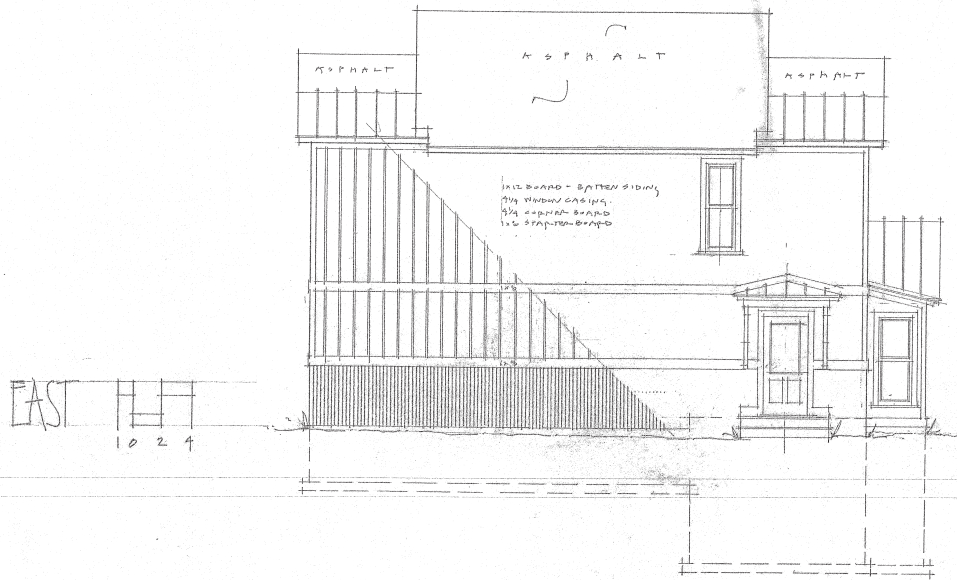 ASPHALT
ASPHALT
ASPHALT
1X12 BOARD - BATTEN SIDING
5/4 WINDOW CASING.
5/4 CORNER BOARD
STARTER BOARD
EAST
1 0 2 4